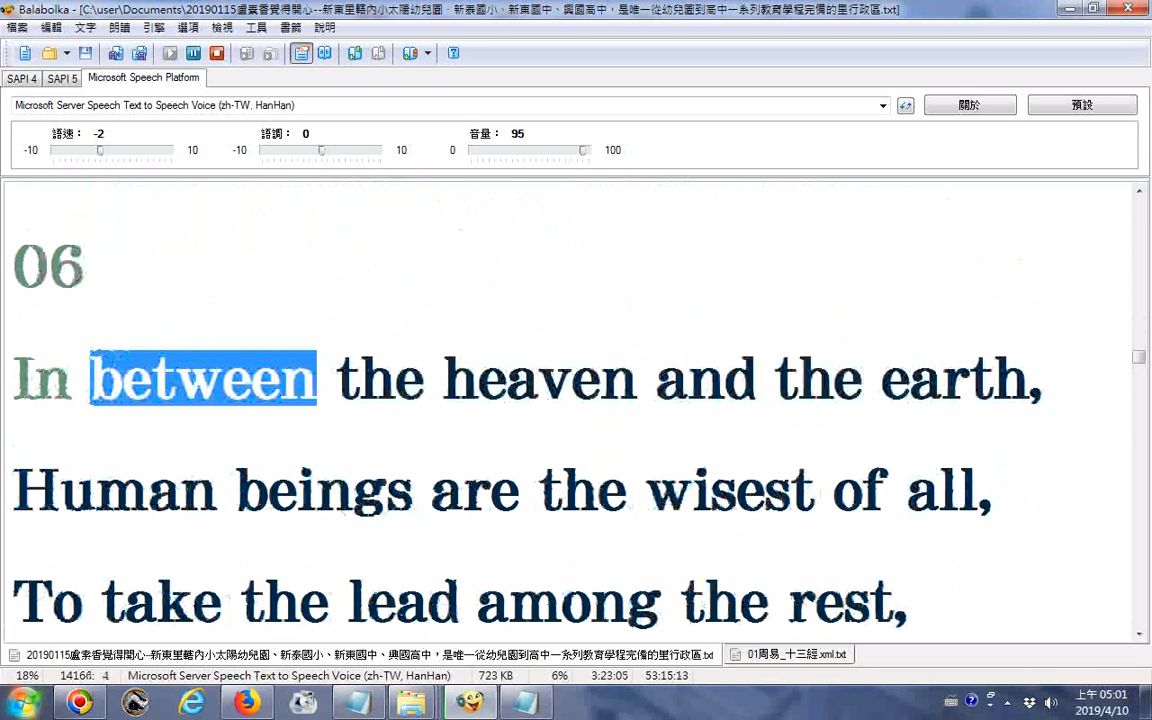 Balabolka - [C:\user\Documents\20190115盧素香覺得開心--新東里轄內小太陽幼兒園、新泰國小、新東國中、興國高中，是唯一從幼兒園到高中一系列教育學程完備的里行政區.txt]
檔案 編輯 文字 朗讀 引擎 選項 檢視 工具 書籤 說明
SAPI 4 SAPI 5 Microsoft Speech Platform
Microsoft Server Speech Text to Speech Voice (zh-TW, HanHan) 關於 預設
語速： -2 語調： 0 音量： 95
-10 10 -10 10 0 100
06
In between the heaven and the earth,
Human beings are the wisest of all,
To take the lead among the rest,
20190115盧素香覺得開心--新東里轄內小太陽幼兒園、新泰國小、新東國中、興國高中，是唯一從幼兒園到高中一系列教育學程完備的里行政區.txt 01周易_十三經.xml.txt
18% 14166: 4 Microsoft Server Speech Text to Speech Voice (zh-TW, HanHan) 723 KB 6% 3:23:05 53:15:13
上午 05:01
2019/4/10